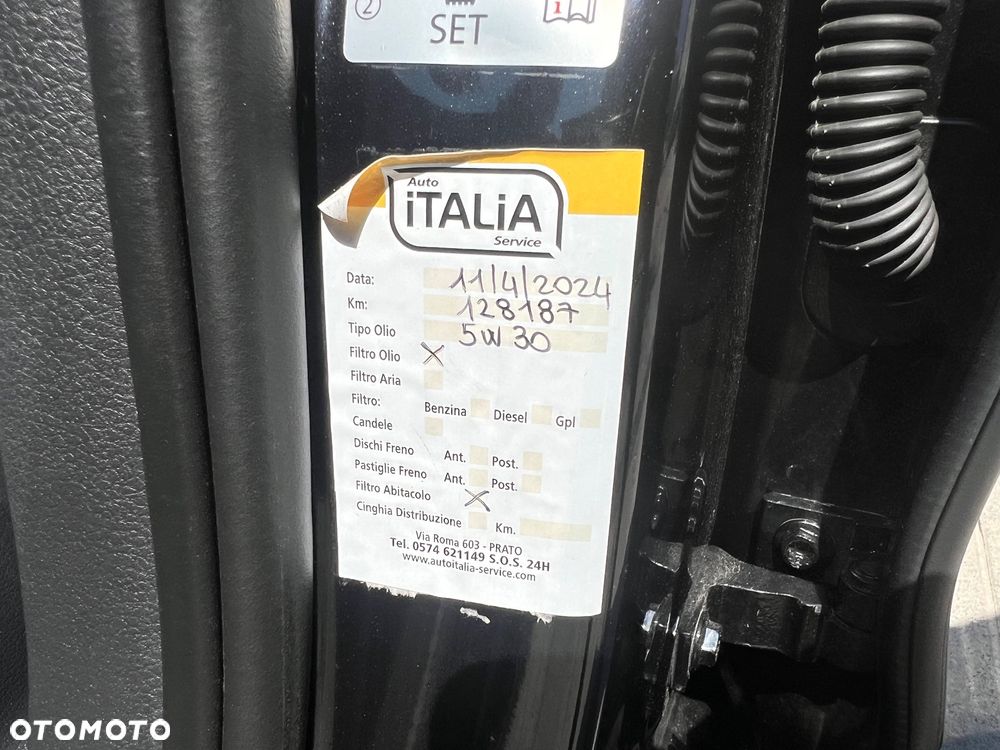 2
i
SET
Auto
iTALiA
Service
Data: 11/4/2024
Km: 128187
Tipo Olio 5W30
Filtro Olio X
Filtro Aria
Filtro: Benzina Diesel Gpl
Candele
Dischi Freno Ant. Post.
Pastiglie Freno Ant. Post.
Filtro Abitacolo X
Cinghia Distribuzione Km.
Via Roma 603 - PRATO
Tel. 0574 621149 S.O.S. 24H
www.autoitalia-service.com
OTOMOTO